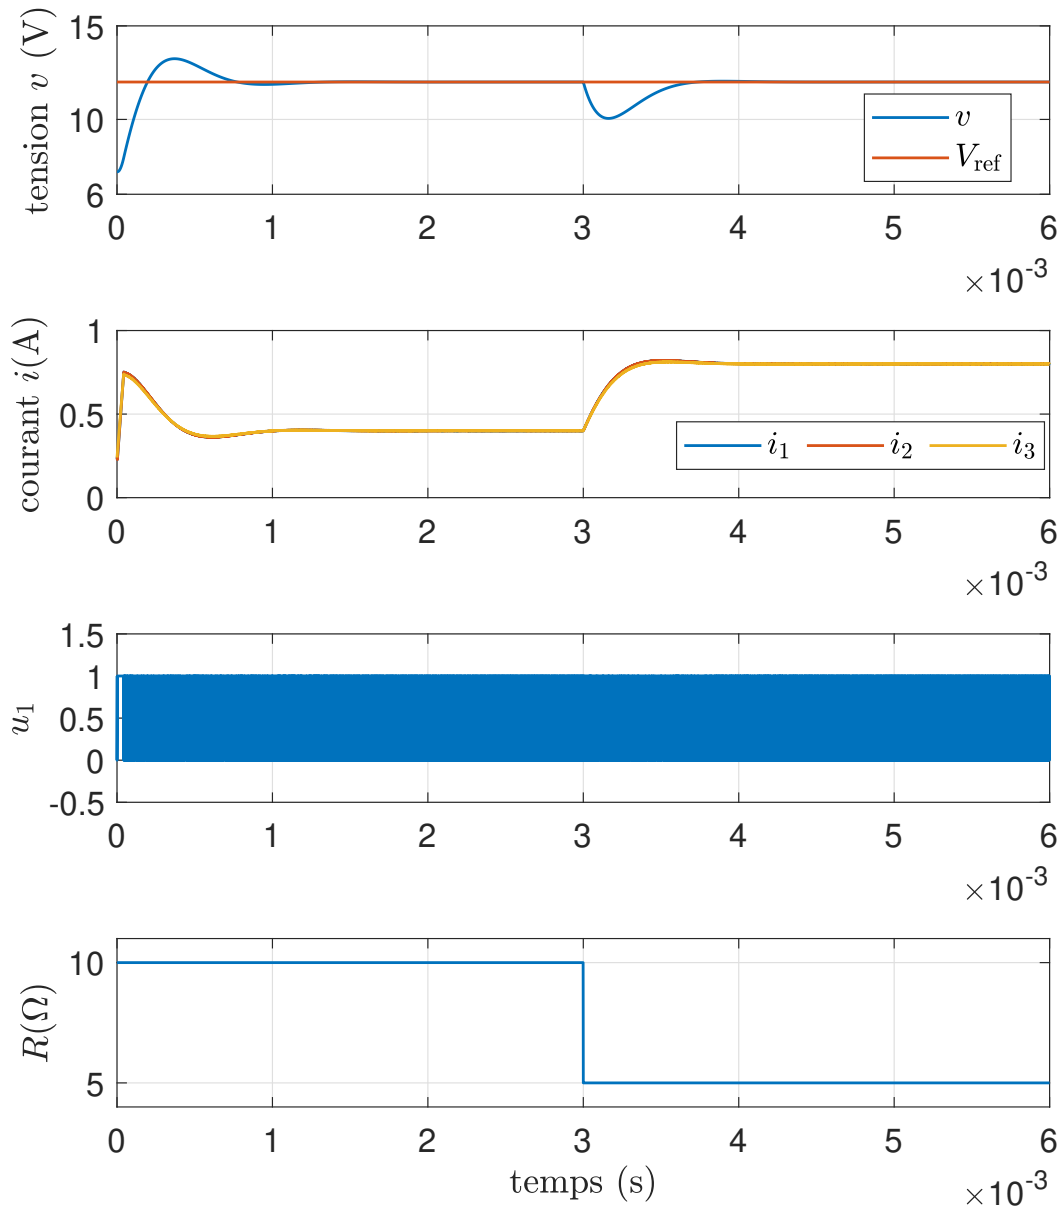 tension v (V)
15
10
6
v
V_ref
0 1 2 3 4 5 6
×10^-3
courant i(A)
1
0.5
0
i_1 i_2 i_3
0 1 2 3 4 5 6
×10^-3
u_1
1.5
1
0.5
0
-0.5
0 1 2 3 4 5 6
×10^-3
R(Ω)
10
5
0 1 2 3 4 5 6
temps (s)
×10^-3